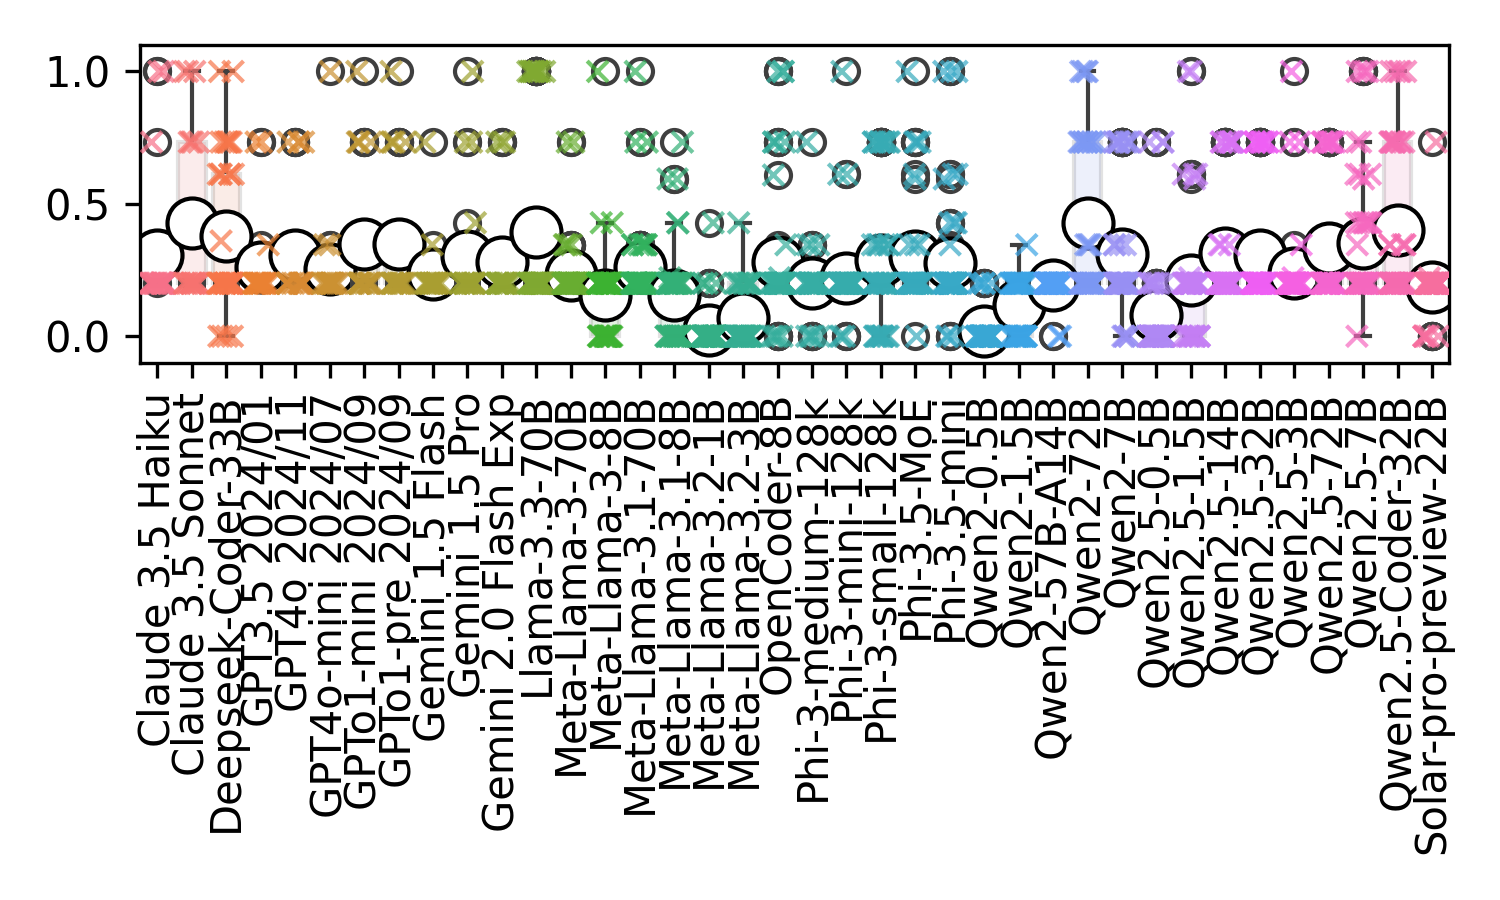 1.0
0.5
0.0
Claude 3.5 Haiku
Claude 3.5 Sonnet
Deepseek-Coder-33B
GPT3.5 2024/01
GPT4o 2024/11
GPT4o-mini 2024/07
GPTo1-mini 2024/09
GPTo1-pre 2024/09
Gemini 1.5 Flash
Gemini 1.5 Pro
Gemini 2.0 Flash Exp
Llama-3.3-70B
Meta-Llama-3-70B
Meta-Llama-3-8B
Meta-Llama-3.1-70B
Meta-Llama-3.1-8B
Meta-Llama-3.2-1B
Meta-Llama-3.2-3B
OpenCoder-8B
Phi-3-medium-128k
Phi-3-mini-128k
Phi-3-small-128k
Phi-3.5-MoE
Phi-3.5-mini
Qwen2-0.5B
Qwen2-1.5B
Qwen2-57B-A14B
Qwen2-72B
Qwen2-7B
Qwen2.5-0.5B
Qwen2.5-1.5B
Qwen2.5-14B
Qwen2.5-32B
Qwen2.5-3B
Qwen2.5-72B
Qwen2.5-7B
Qwen2.5-Coder-32B
Solar-pro-preview-22B